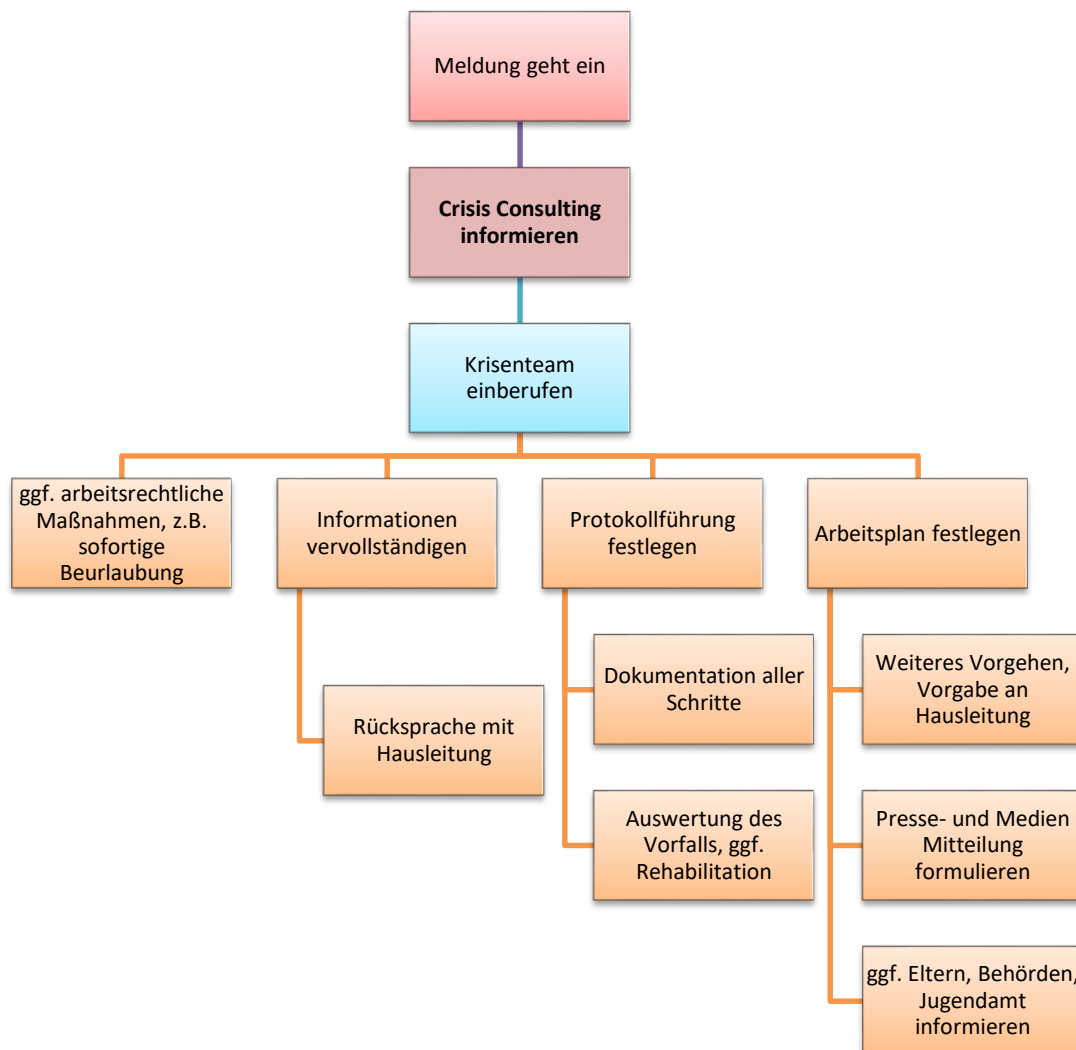 Meldung geht ein
Crisis Consulting
informieren
Krisenteam
einberufen
ggf. arbeitsrechtliche
Maßnahmen, z.B.
sofortige
Beurlaubung
Informationen
vervollständigen
Rücksprache mit
Hausleitung
Protokollführung
festlegen
Dokumentation aller
Schritte
Auswertung des
Vorfalls, ggf.
Rehabilitation
Arbeitsplan festlegen
Weiteres Vorgehen,
Vorgabe an
Hausleitung
Presse- und Medien
Mitteilung
formulieren
ggf. Eltern, Behörden,
Jugendamt
informieren